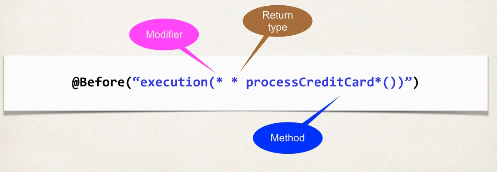 Return
type
Modifier
@Before(“execution(* * processCreditCard*())”)
Method